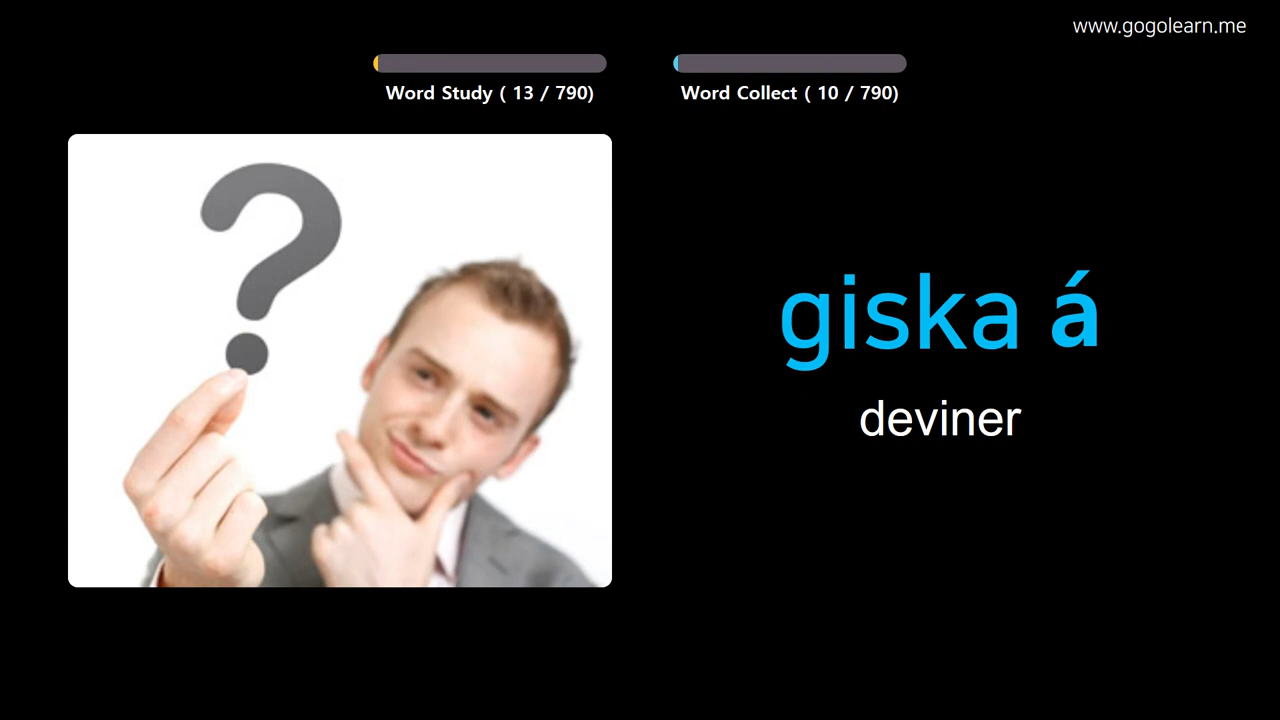 www.gogolearn.me
Word Study ( 13 / 790)
Word Collect ( 10 / 790)
?
giska á
deviner